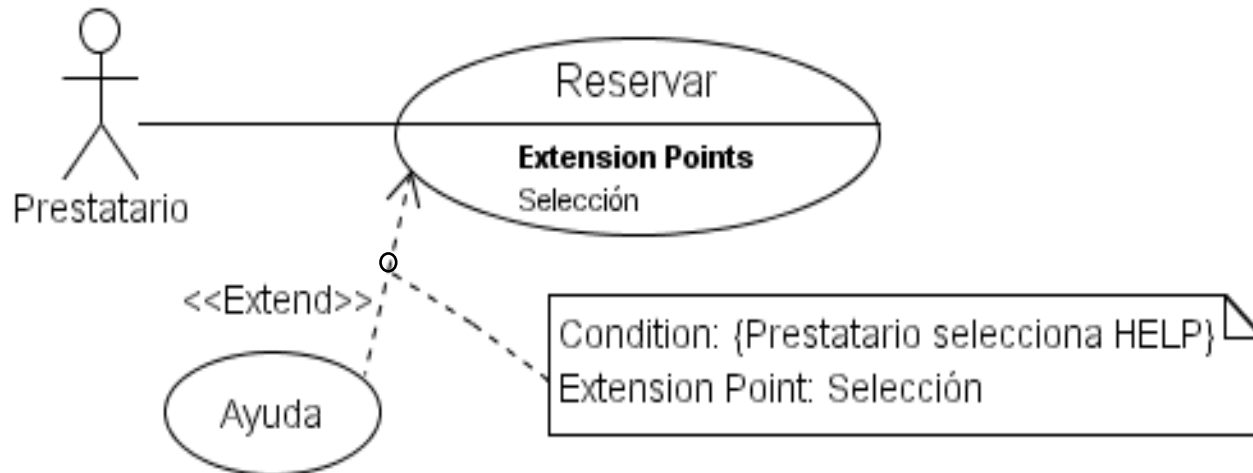 Reservar
Extension Points
Selección
Prestatario
<<Extend>>
Condition: {Prestatario selecciona HELP}
Extension Point: Selección
Ayuda